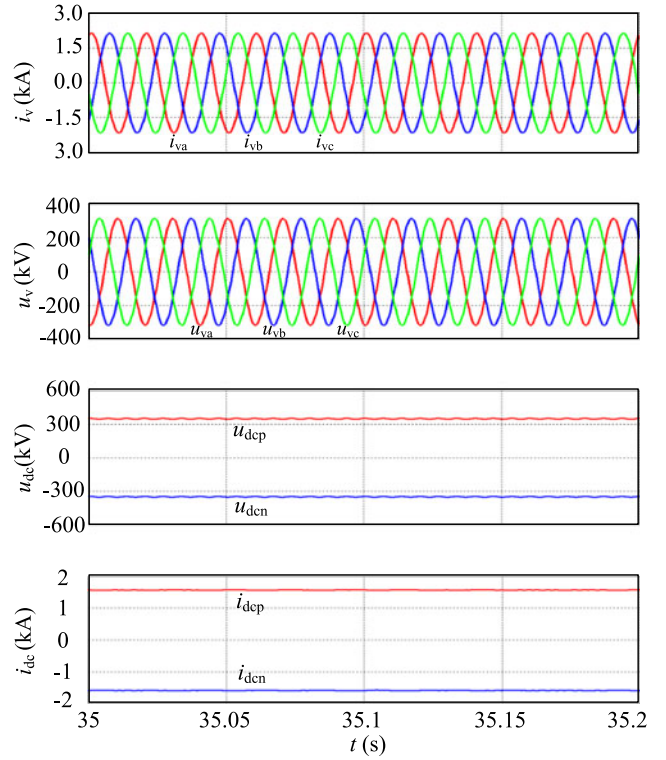 3.0
1.5
0.0
-1.5
3.0
i_v (kA)
i_va i_vb i_vc
400
200
0
-200
-400
u_v (kV)
u_va u_vb u_vc
600
300
0
-300
-600
u_dc(kV)
u_dcp
u_dcn
2
1
0
-1
-2
i_dc (kA)
i_dcp
i_dcn
35 35.05 35.1 35.15 35.2
t (s)